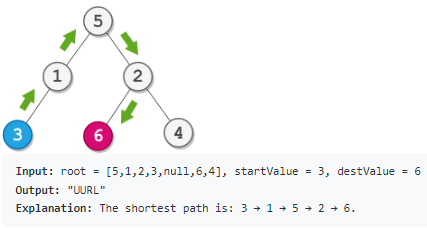 5
1 2
3 6 4
Input: root = [5,1,2,3,null,6,4], startValue = 3, destValue = 6
Output: "UURL"
Explanation: The shortest path is: 3 → 1 → 5 → 2 → 6.